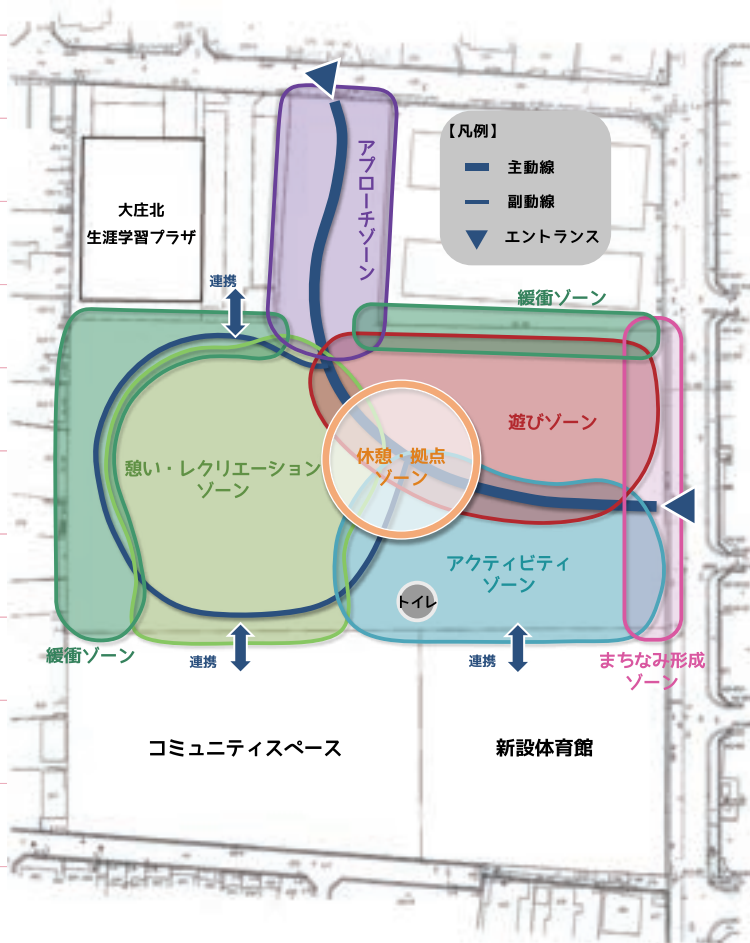 【凡例】
主動線
副動線
エントランス
アプローチゾーン
大庄北
生涯学習プラザ
連携
緩衝ゾーン
遊びゾーン
憩い・レクリエーション
ゾーン
休憩・拠点
ゾーン
アクティビティ
ゾーン
トイレ
緩衝ゾーン
連携
連携
まちなみ形成
ゾーン
コミュニティスペース
新設体育館